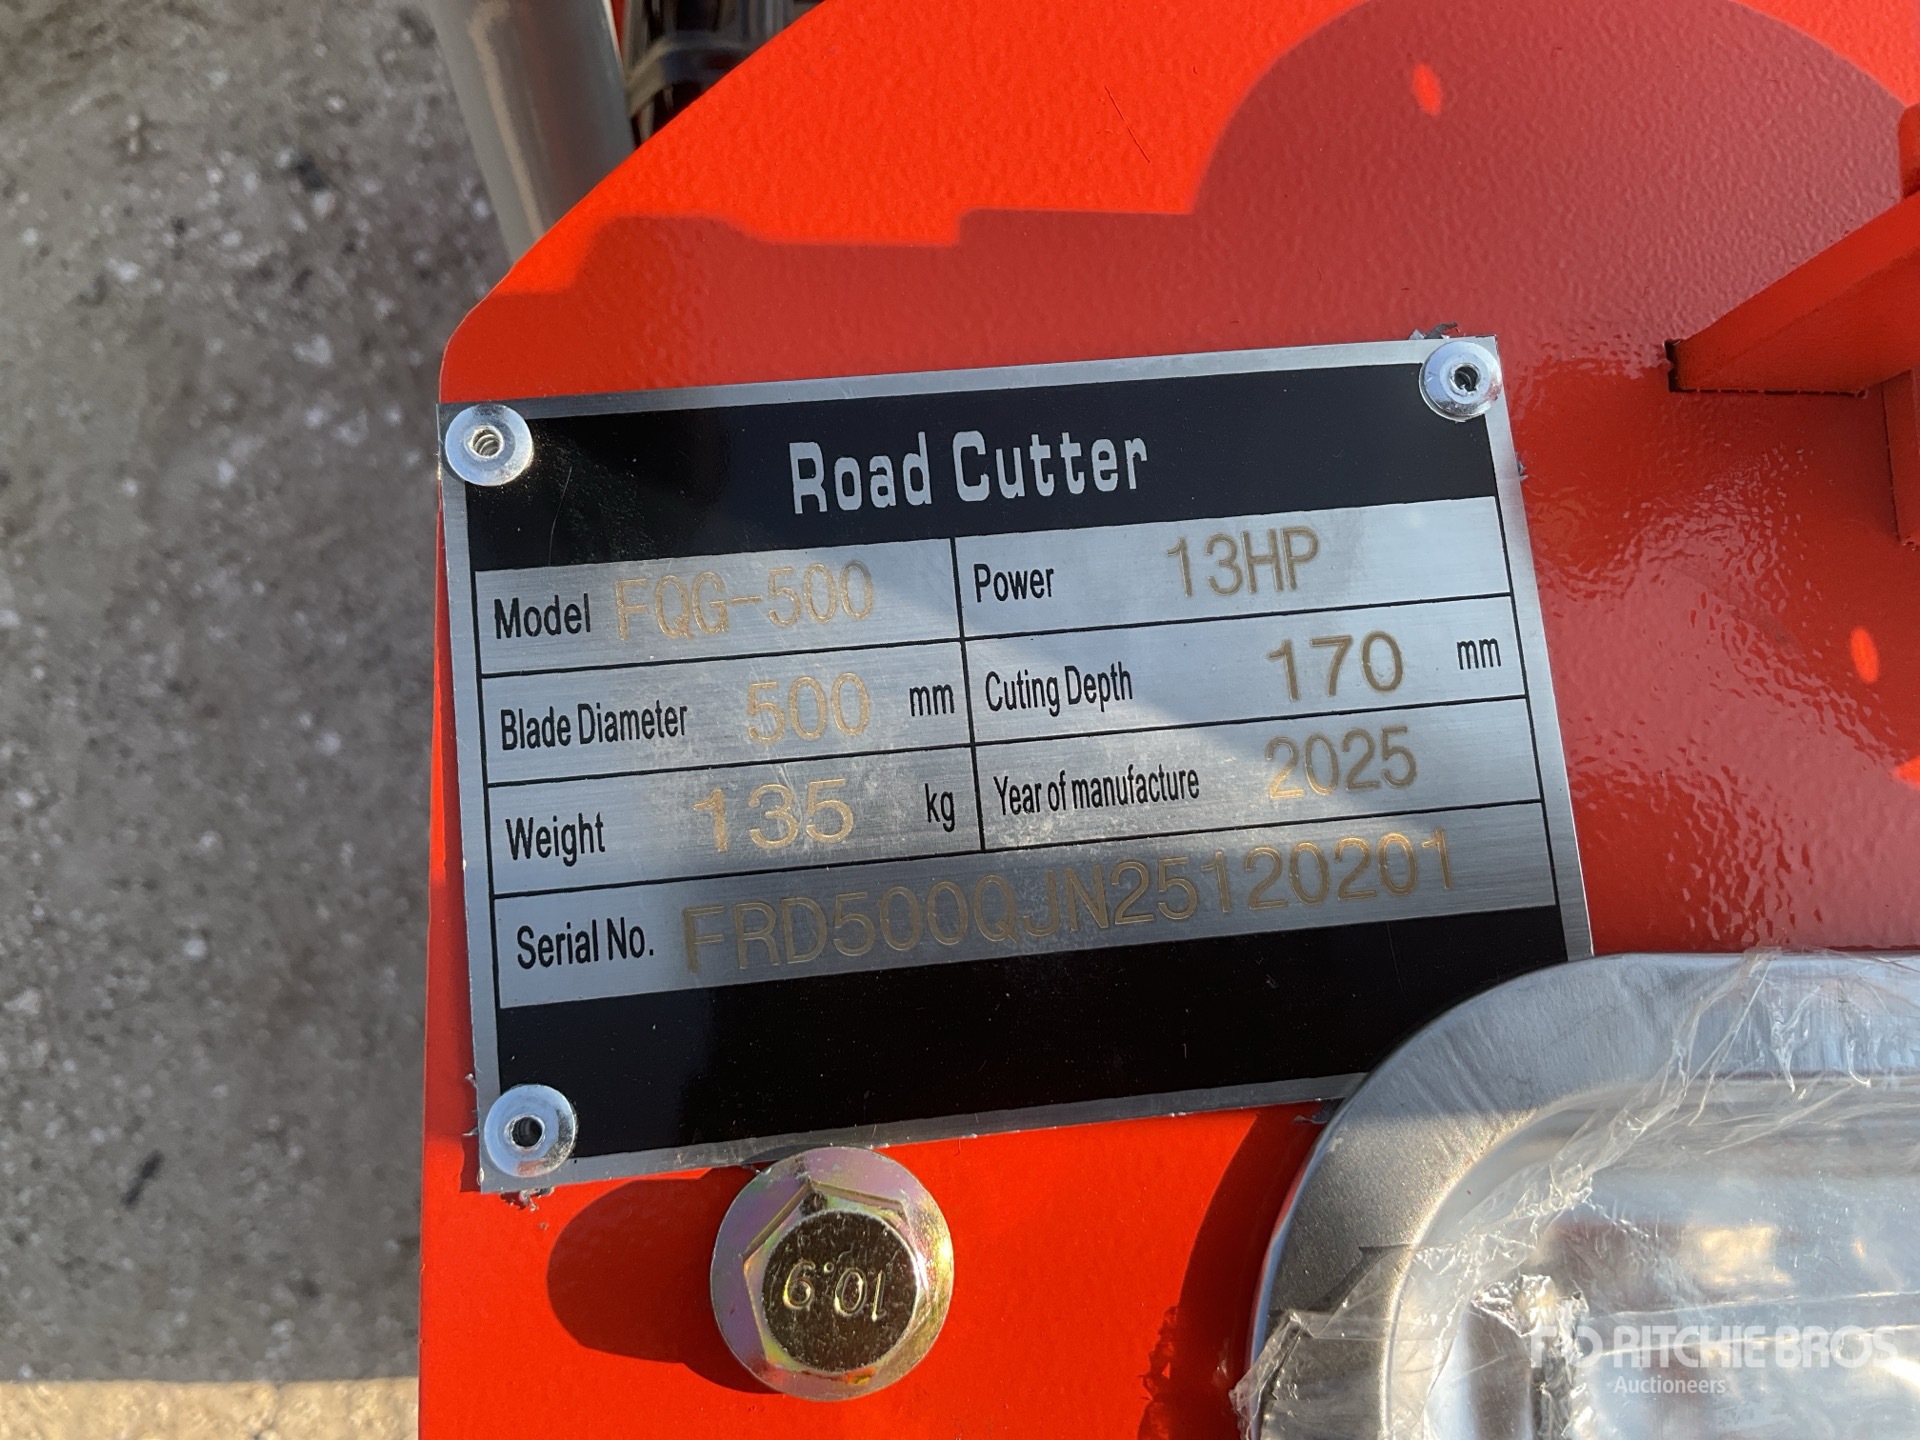 Road Cutter
Model FQG-500 Power 13HP
Blade Diameter 500 mm Cuting Depth 170 mm
Weight 135 kg Year of manufacture 2025
Serial No. FRD500QJN25120201
10.9
RITCHIE BROS
Auctioneers